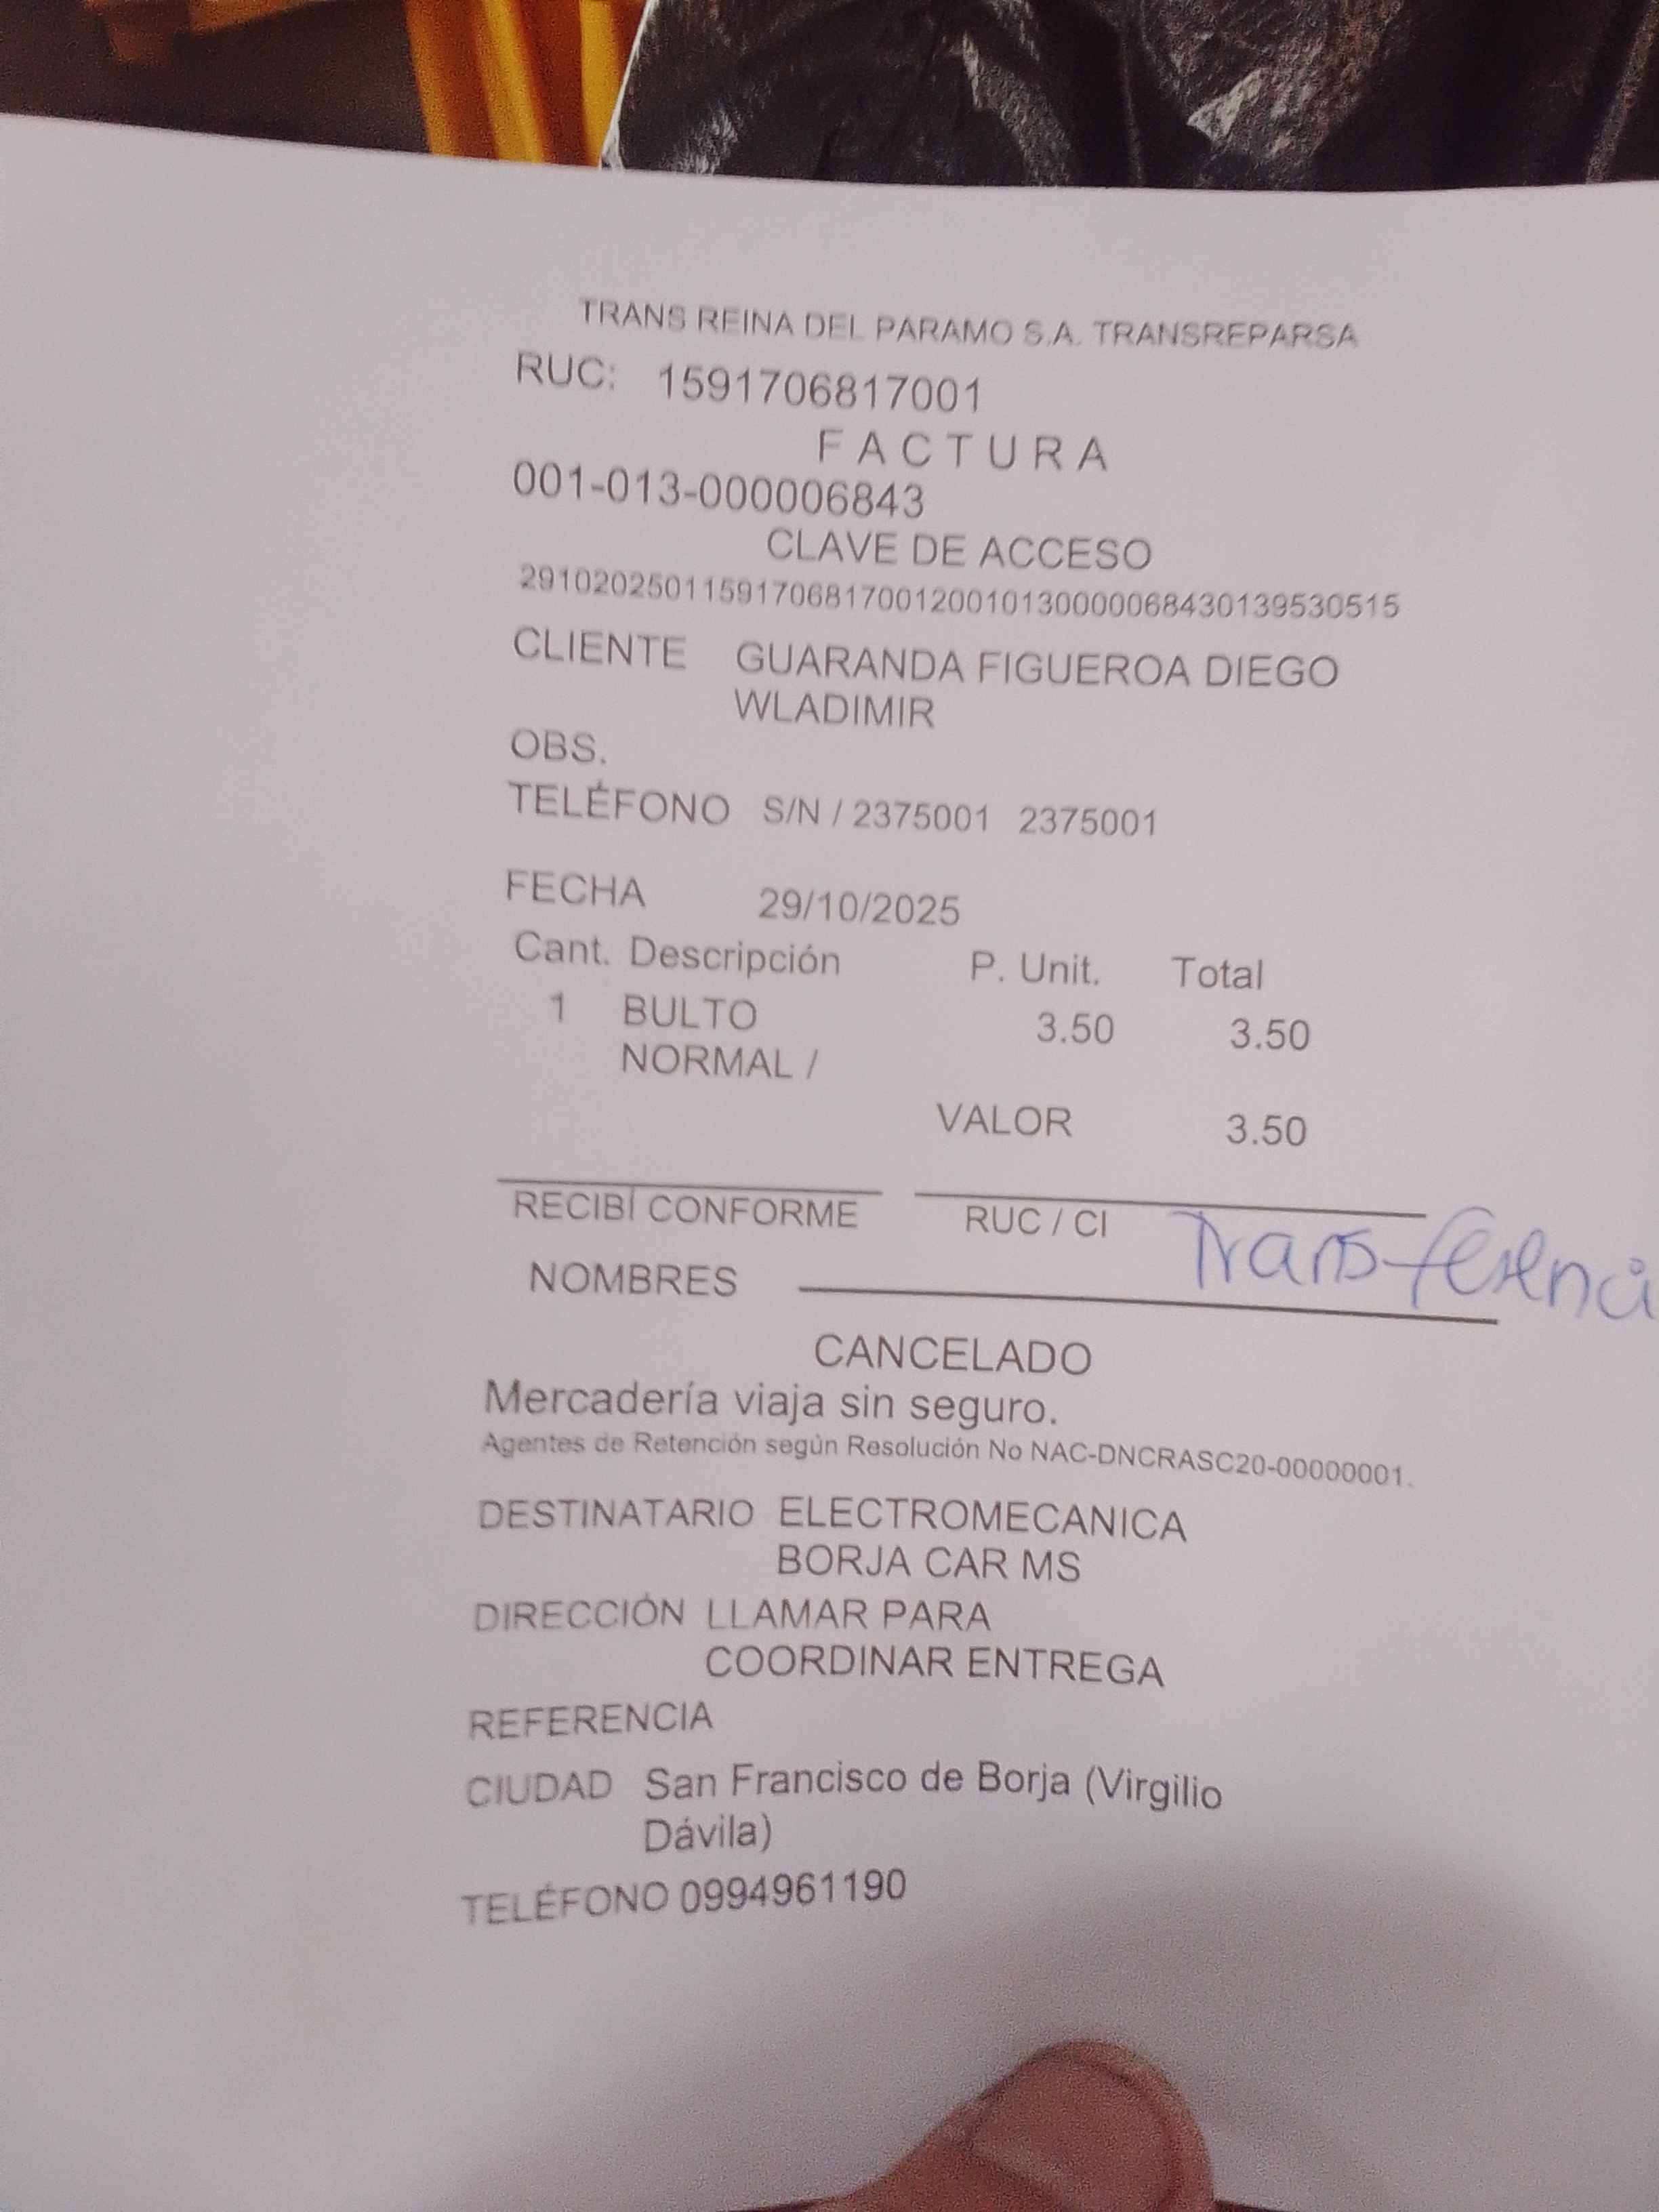 TRANS REINA DEL PARAMO S.A. TRANSREPARSA
RUC: 1591706817001
FACTURA
001-013-000006843
CLAVE DE ACCESO
2910202501159170681700120010130000068430139530515
CLIENTE GUARANDA FIGUEROA DIEGO
WLADIMIR
OBS.
TELÉFONO S/N / 2375001 2375001
FECHA 29/10/2025
Cant. Descripción P. Unit. Total
1 BULTO 3.50 3.50
NORMAL /
VALOR 3.50
RECIBÍ CONFORME RUC / CI
Transferenci
NOMBRES
CANCELADO
Mercadería viaja sin seguro.
Agentes de Retención según Resolución No NAC-DNCRASC20-00000001.
DESTINATARIO ELECTROMECANICA
BORJA CAR MS
DIRECCIÓN LLAMAR PARA
COORDINAR ENTREGA
REFERENCIA
CIUDAD San Francisco de Borja (Virgilio
Dávila)
TELÉFONO 0994961190